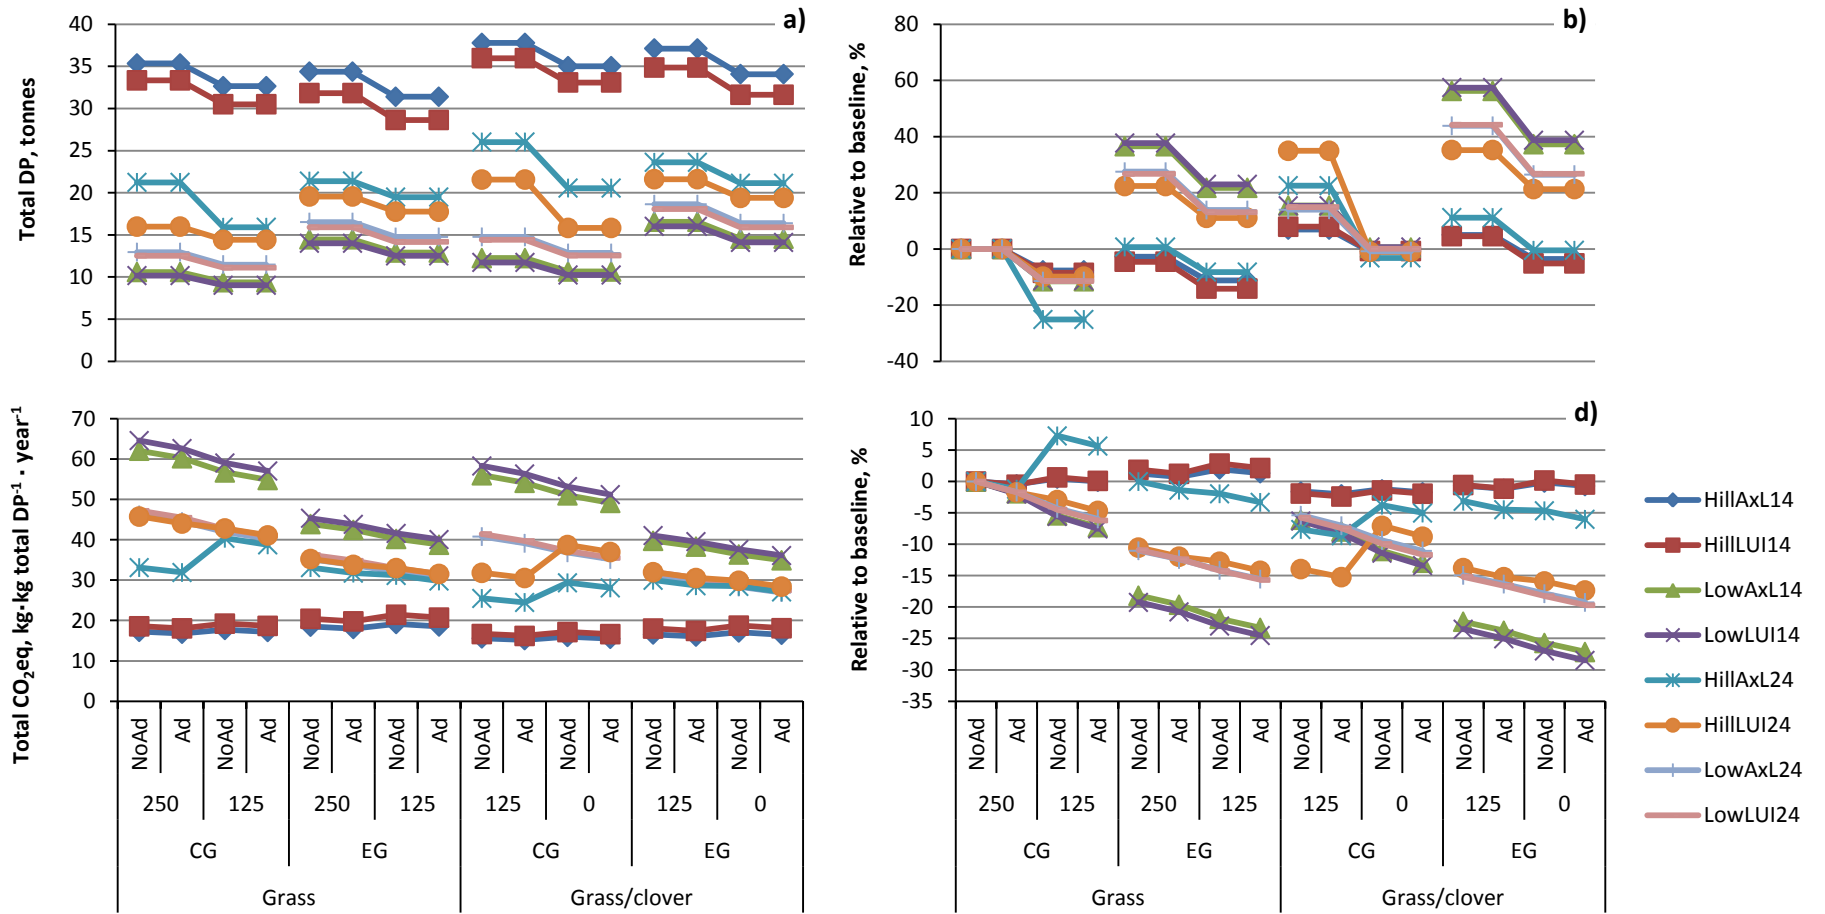 a)
Total DP, tonnes
40
35
30
25
20
15
10
5
0
b)
Relative to baseline, %
80
60
40
20
0
-20
-40
Total CO₂eq, kg·kg total DP⁻¹ · year⁻¹
70
60
50
40
30
20
10
0
NoAd Ad NoAd Ad NoAd Ad NoAd Ad NoAd Ad NoAd Ad NoAd Ad NoAd Ad
250 125 250 125 125 0 125 0
CG EG CG EG
Grass Grass/clover
d)
Relative to baseline, %
10
5
0
-5
-10
-15
-20
-25
-30
-35
NoAd Ad NoAd Ad NoAd Ad NoAd Ad NoAd Ad NoAd Ad NoAd Ad NoAd Ad
250 125 250 125 125 0 125 0
CG EG CG EG
Grass Grass/clover
HillAxL14
HillLUI14
LowAxL14
LowLUI14
HillAxL24
HillLUI24
LowAxL24
LowLUI24